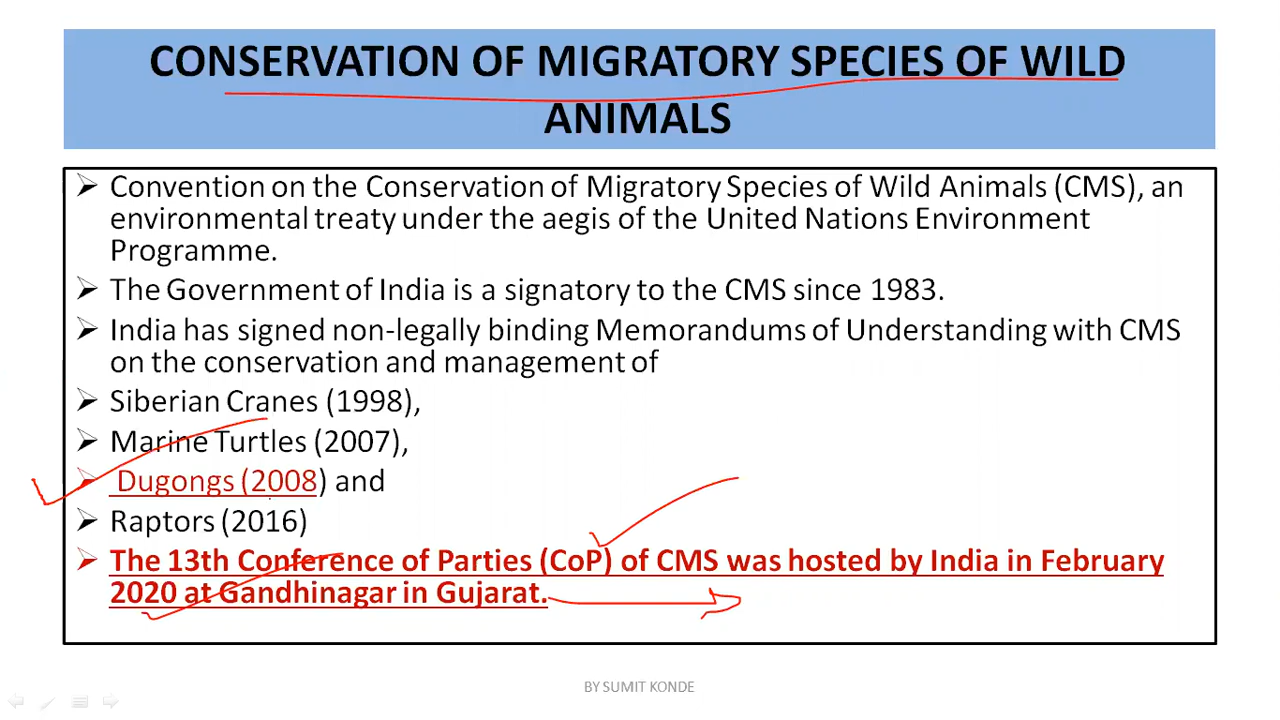 CONSERVATION OF MIGRATORY SPECIES OF WILD
ANIMALS
➢ Convention on the Conservation of Migratory Species of Wild Animals (CMS), an
environmental treaty under the aegis of the United Nations Environment
Programme.
➢ The Government of India is a signatory to the CMS since 1983.
➢ India has signed non-legally binding Memorandums of Understanding with CMS
on the conservation and management of
➢ Siberian Cranes (1998),
➢ Marine Turtles (2007),
➢ Dugongs (2008) and
➢ Raptors (2016)
➢ The 13th Conference of Parties (CoP) of CMS was hosted by India in February
2020 at Gandhinagar in Gujarat.
BY SUMIT KONDE